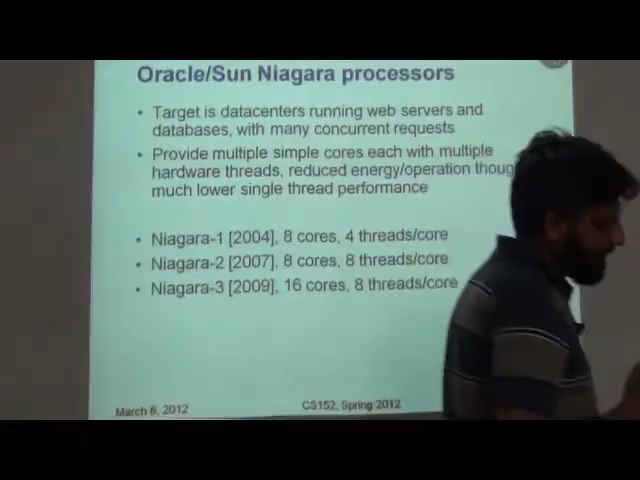 Oracle/Sun Niagara processors
• Target is datacenters running web servers and
databases, with many concurrent requests
• Provide multiple simple cores each with multiple
hardware threads, reduced energy/operation thoug
much lower single thread performance
• Niagara-1 [2004], 8 cores, 4 threads/core
• Niagara-2 [2007], 8 cores, 8 threads/core
• Niagara-3 [2009], 16 cores, 8 threads/core
March 8, 2012
CS152, Spring 2012